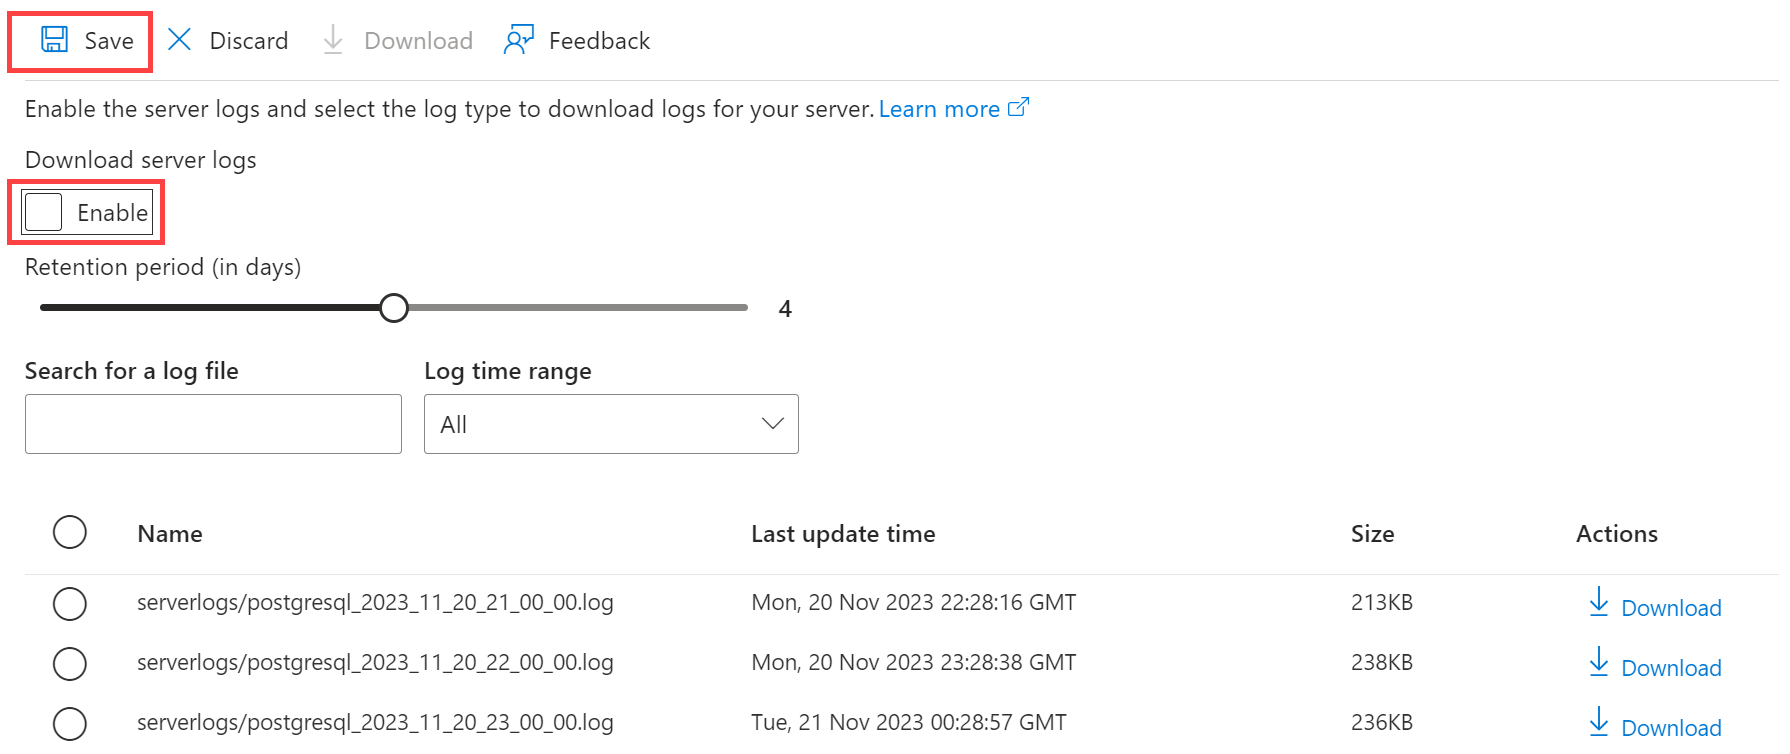 Save Discard Download Feedback
Enable the server logs and select the log type to download logs for your server. Learn more
Download server logs
Enable
Retention period (in days)
4
Search for a log file Log time range
All
Name Last update time Size Actions
serverlogs/postgresql_2023_11_20_21_00_00.log Mon, 20 Nov 2023 22:28:16 GMT 213KB Download
serverlogs/postgresql_2023_11_20_22_00_00.log Mon, 20 Nov 2023 23:28:38 GMT 238KB Download
serverlogs/postgresql_2023_11_20_23_00_00.log Tue, 21 Nov 2023 00:28:57 GMT 236KB Download